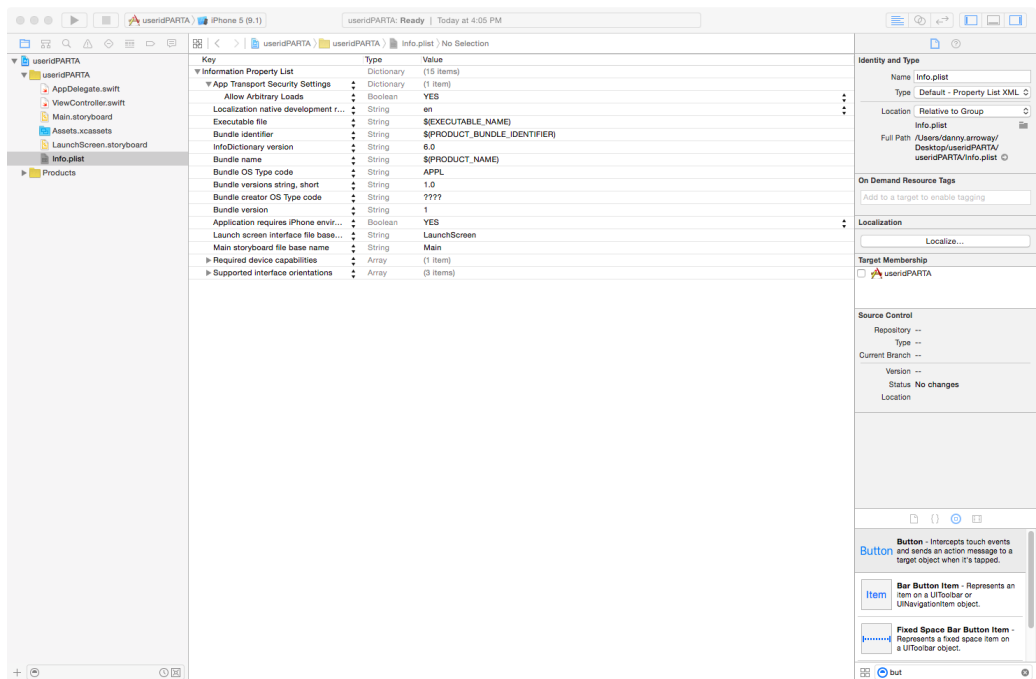 useridPARTA iPhone 5 (9.1)
useridPARTA: Ready | Today at 4:05 PM
useridPARTA
useridPARTA
AppDelegate.swift
ViewController.swift
Main.storyboard
Assets.xcassets
LaunchScreen.storyboard
Info.plist
Products
useridPARTA useridPARTA Info.plist No Selection
Key Type Value
Information Property List Dictionary (15 items)
App Transport Security Settings Dictionary (1 item)
Allow Arbitrary Loads Boolean YES
Localization native development r... String en
Executable file String $(EXECUTABLE_NAME)
Bundle identifier String $(PRODUCT_BUNDLE_IDENTIFIER)
InfoDictionary version String 6.0
Bundle name String $(PRODUCT_NAME)
Bundle OS Type code String APPL
Bundle versions string, short String 1.0
Bundle creator OS Type code String ????
Bundle version String 1
Application requires iPhone envir... Boolean YES
Launch screen interface file base... String LaunchScreen
Main storyboard file base name String Main
Required device capabilities Array (1 item)
Supported interface orientations Array (3 items)
Identity and Type
Name Info.plist
Type Default - Property List XML
Location Relative to Group
Info.plist
Full Path /Users/danny.arroway/
Desktop/useridPARTA/
useridPARTA/Info.plist
On Demand Resource Tags
Add to a target to enable tagging
Localization
Localize...
Target Membership
useridPARTA
Source Control
Repository --
Type --
Current Branch --
Version --
Status No changes
Location
Button
Button - Intercepts touch events
and sends an action message to a
target object when it's tapped.
Item
Bar Button Item - Represents an
item on a UIToolbar or
UINavigationItem object.
Fixed Space Bar Button Item -
Represents a fixed space item on
a UIToolbar object.
but